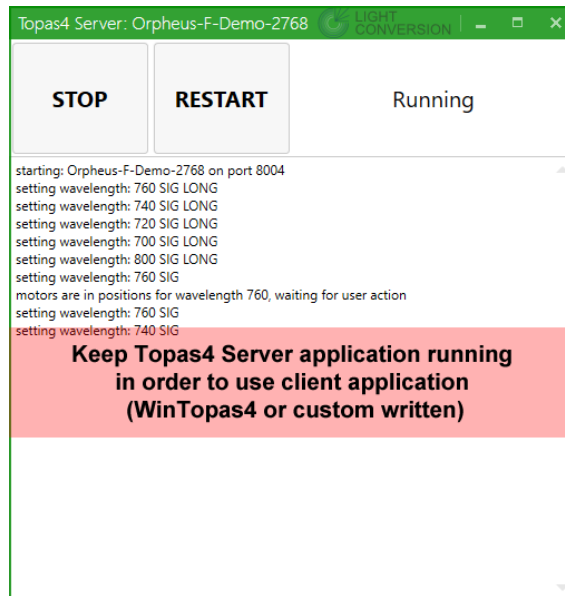 Topas4 Server: Orpheus-F-Demo-2768
LIGHT
CONVERSION
STOP
RESTART
Running
starting: Orpheus-F-Demo-2768 on port 8004
setting wavelength: 760 SIG LONG
setting wavelength: 740 SIG LONG
setting wavelength: 720 SIG LONG
setting wavelength: 700 SIG LONG
setting wavelength: 800 SIG LONG
setting wavelength: 760 SIG
motors are in positions for wavelength 760, waiting for user action
setting wavelength: 760 SIG
setting wavelength: 740 SIG
Keep Topas4 Server application running
in order to use client application
(WinTopas4 or custom written)